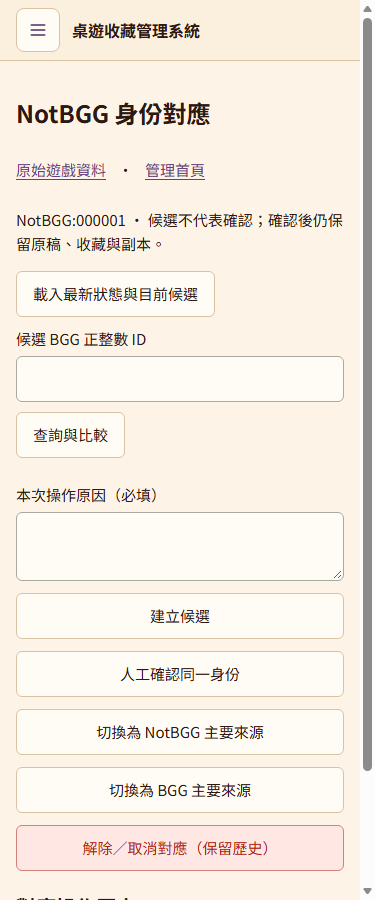 桌遊收藏管理系統
NotBGG 身份對應
原始遊戲資料 · 管理首頁
NotBGG:000001 · 候選不代表確認；確認後仍保
留原稿、收藏與副本。
載入最新狀態與目前候選
候選 BGG 正整數 ID
查詢與比較
本次操作原因（必填）
建立候選
人工確認同一身份
切換為 NotBGG 主要來源
切換為 BGG 主要來源
解除／取消對應（保留歷史）